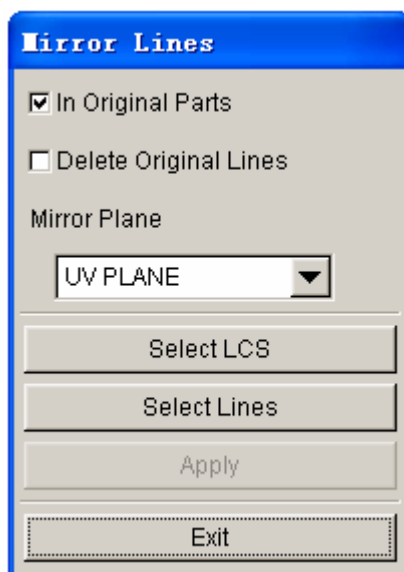 Mirror Lines
In Original Parts
Delete Original Lines
Mirror Plane
UV PLANE
Select LCS
Select Lines
Apply
Exit